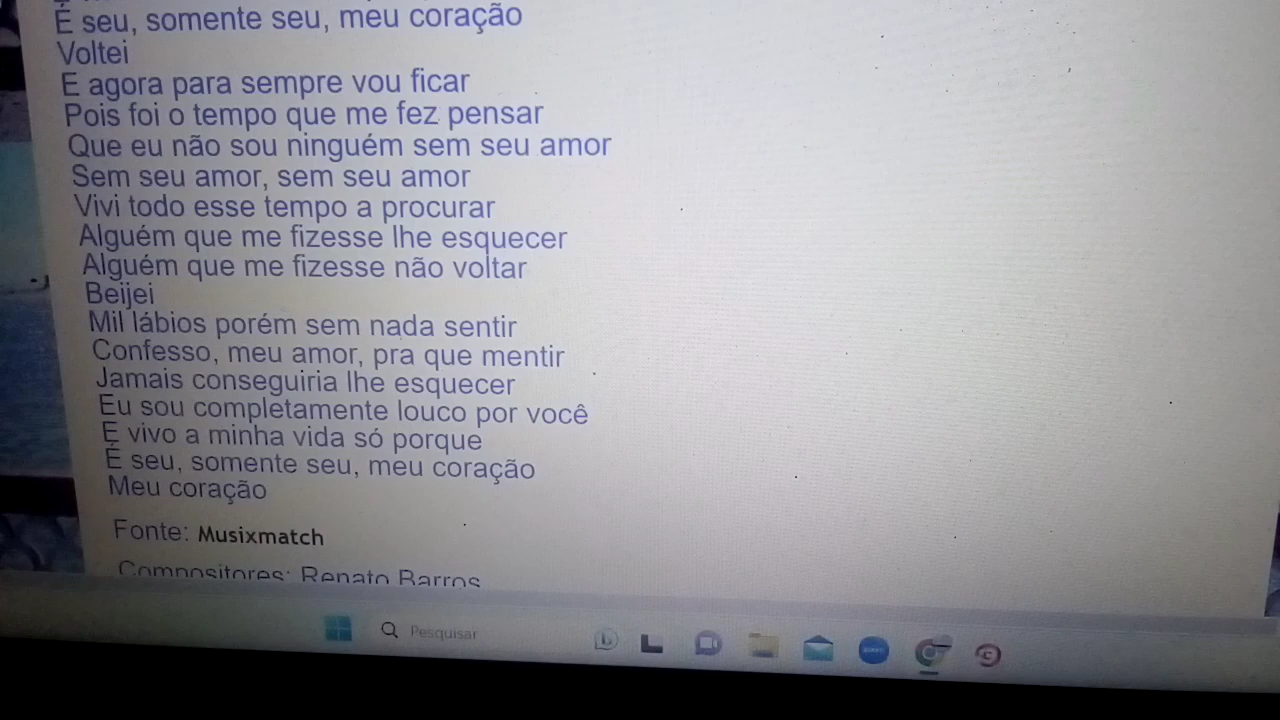 É seu, somente seu, meu coração
Voltei
E agora para sempre vou ficar
Pois foi o tempo que me fez pensar
Que eu não sou ninguém sem seu amor
Sem seu amor, sem seu amor
Vivi todo esse tempo a procurar
Alguém que me fizesse lhe esquecer
Alguém que me fizesse não voltar
Beijei
Mil lábios porém sem nada sentir
Confesso, meu amor, pra que mentir
Jamais conseguiria lhe esquecer
Eu sou completamente louco por você
E vivo a minha vida só porque
É seu, somente seu, meu coração
Meu coração
Fonte: Musixmatch
Compositores: Renato Barros
Pesquisar